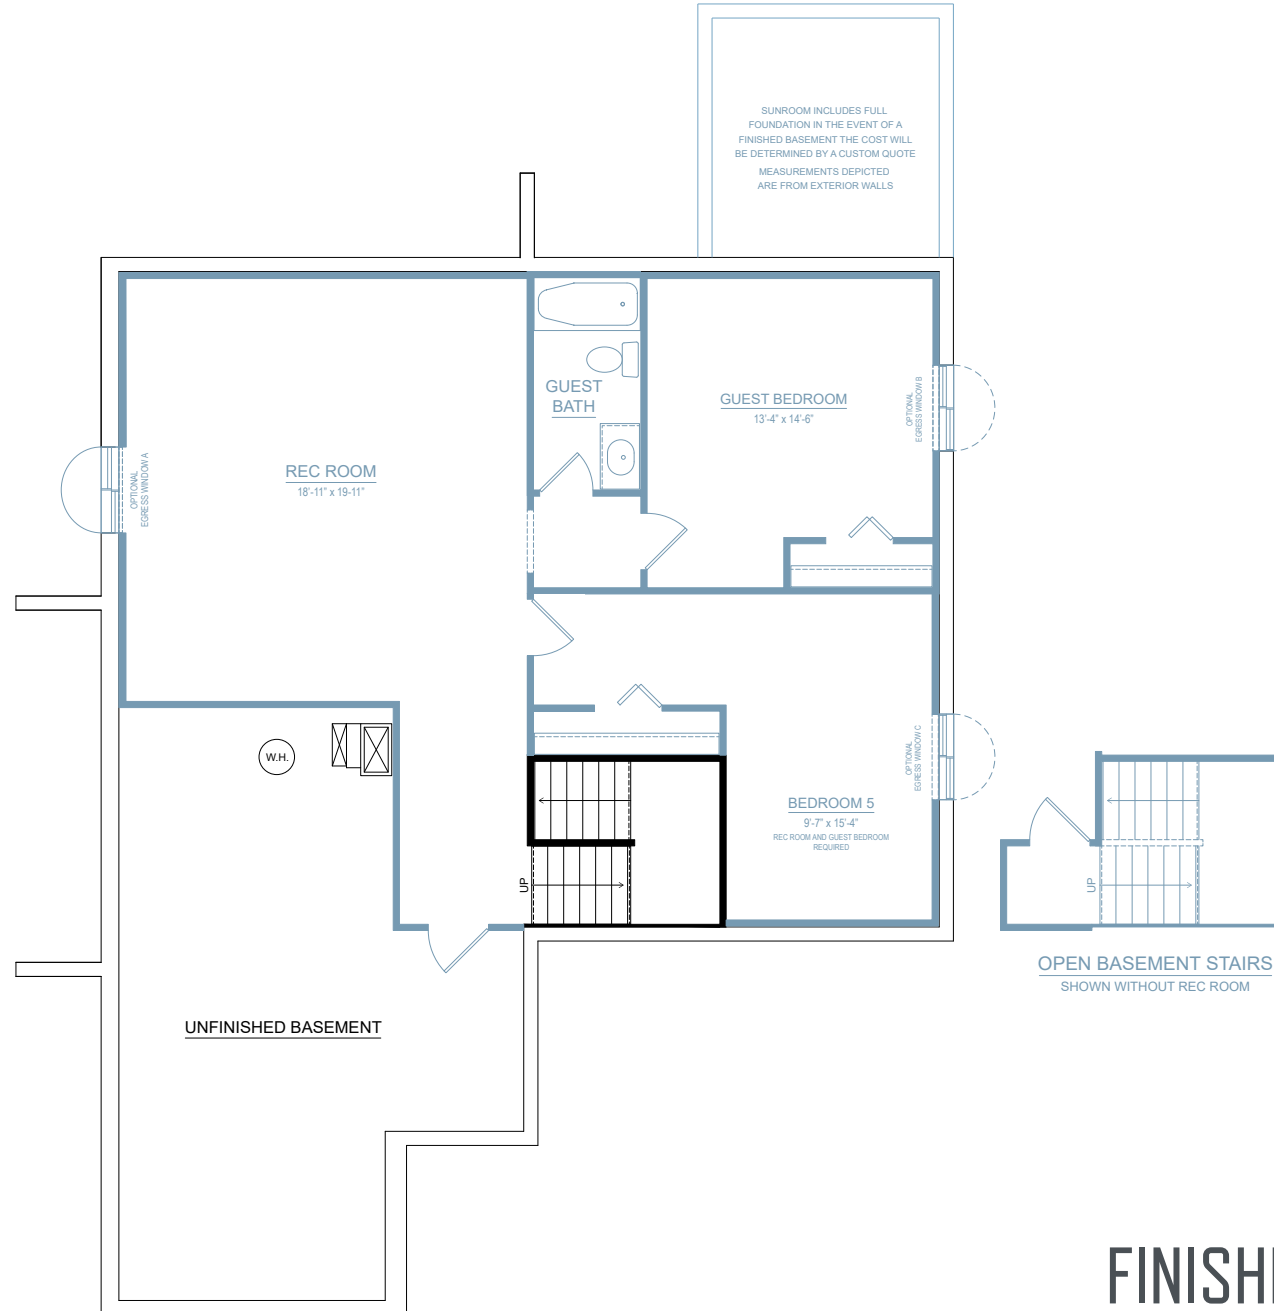 SUNROOM INCLUDES FULL
FOUNDATION IN THE EVENT OF A
FINISHED BASEMENT THE COST WILL
BE DETERMINED BY A CUSTOM QUOTE
MEASUREMENTS DEPICTED
ARE FROM EXTERIOR WALLS
GUEST
BATH
GUEST BEDROOM
13'-4" x 14'-6"
OPTIONAL
EGRESS WINDOW B
REC ROOM
18'-11" x 19-11"
OPTIONAL
EGRESS WINDOW A
W.H.
OPTIONAL
EGRESS WINDOW C
BEDROOM 5
9'-7" x 15'-4"
REC ROOM AND GUEST BEDROOM
REQUIRED
UP
UP
OPEN BASEMENT STAIRS
SHOWN WITHOUT REC ROOM
UNFINISHED BASEMENT
FINISH